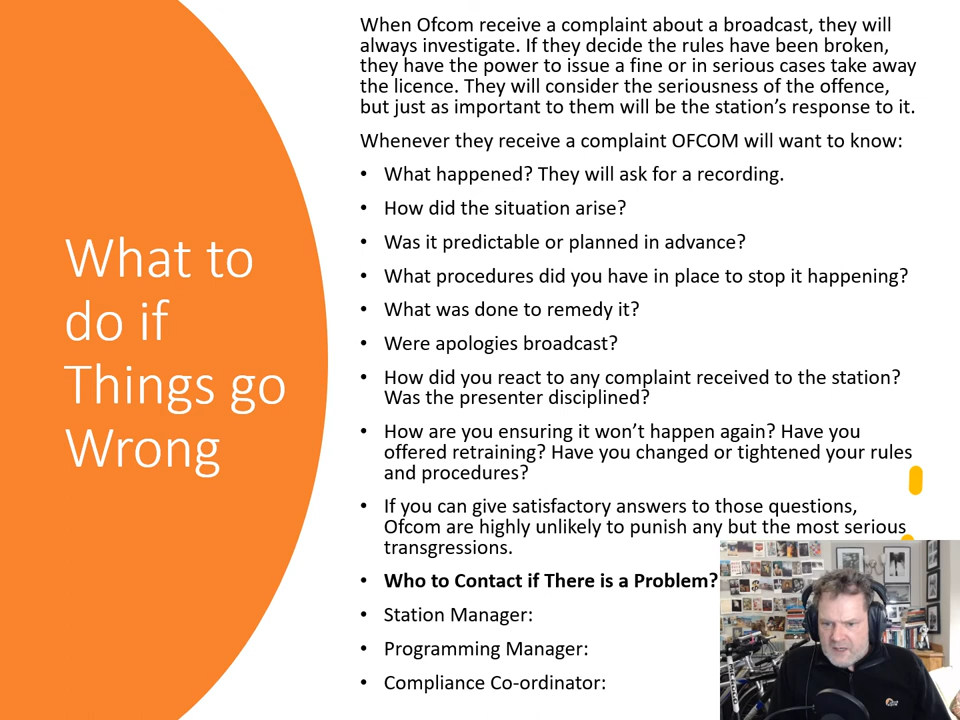 What to
do if
Things go
Wrong
When Ofcom receive a complaint about a broadcast, they will
always investigate. If they decide the rules have been broken,
they have the power to issue a fine or in serious cases take away
the licence. They will consider the seriousness of the offence,
but just as important to them will be the station's response to it.
Whenever they receive a complaint OFCOM will want to know:
• What happened? They will ask for a recording.
• How did the situation arise?
• Was it predictable or planned in advance?
• What procedures did you have in place to stop it happening?
• What was done to remedy it?
• Were apologies broadcast?
• How did you react to any complaint received to the station?
Was the presenter disciplined?
• How are you ensuring it won't happen again? Have you
offered retraining? Have you changed or tightened your rules
and procedures?
• If you can give satisfactory answers to those questions,
Ofcom are highly unlikely to punish any but the most serious
transgressions.
• Who to Contact if There is a Problem?
• Station Manager:
• Programming Manager:
• Compliance Co-ordinator: